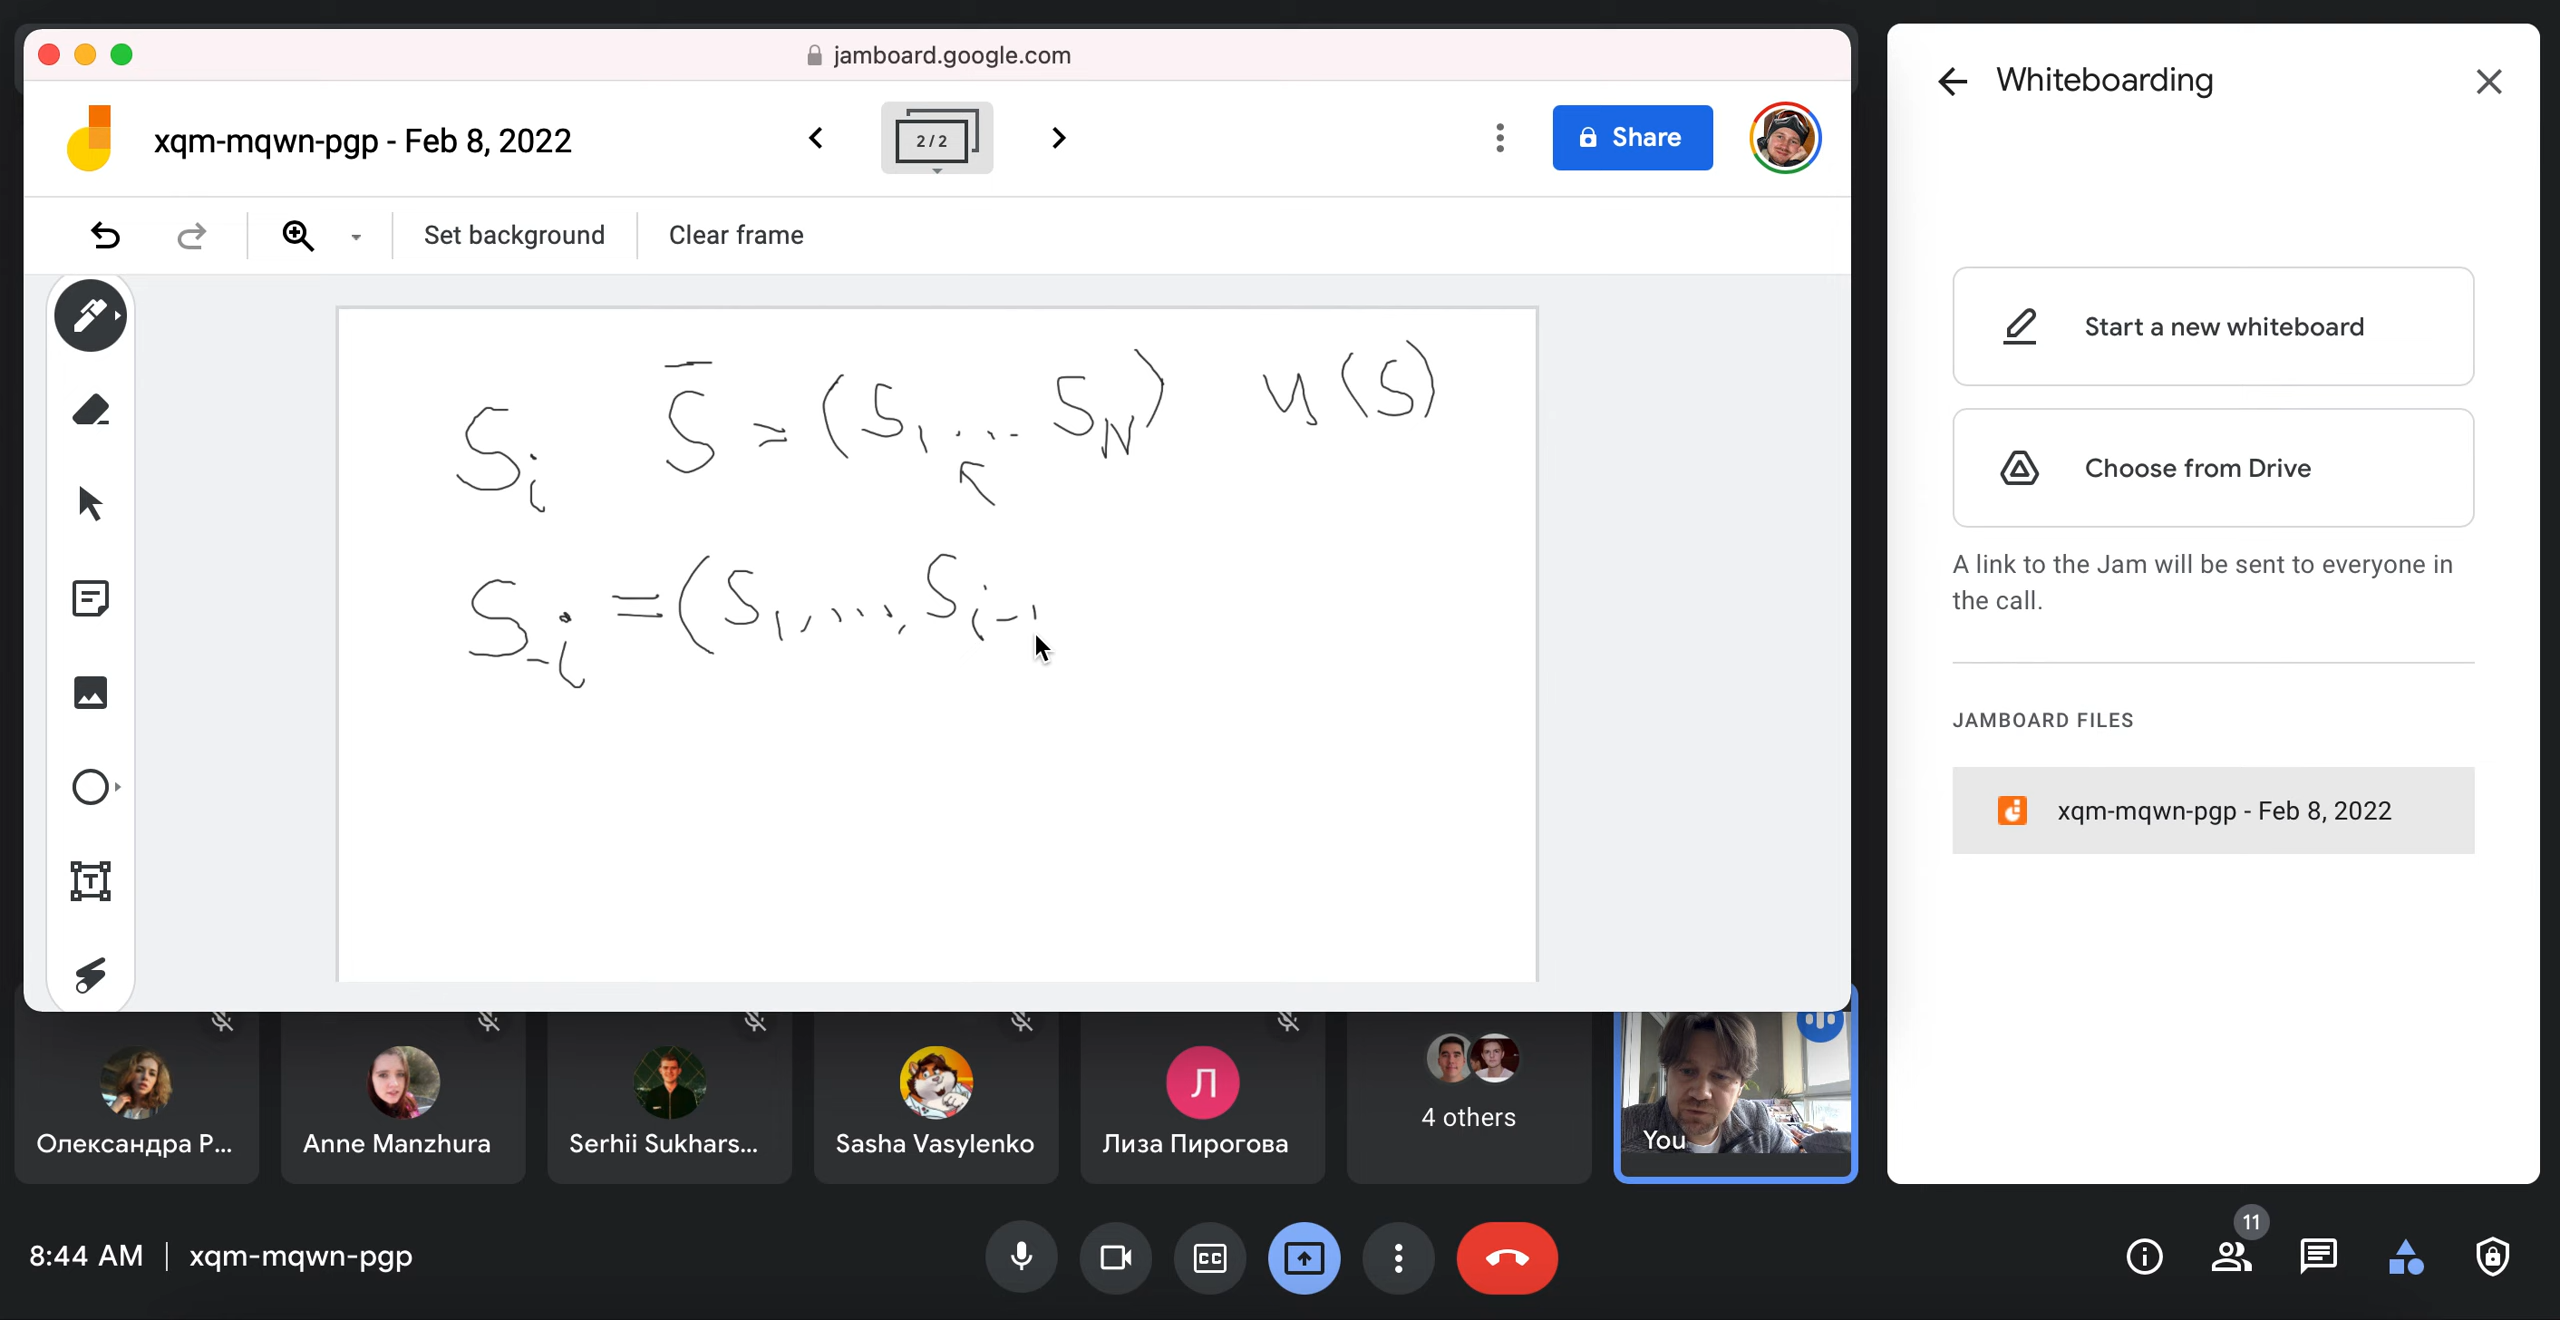 jamboard.google.com
Whiteboarding
xqm-mqwn-pgp - Feb 8, 2022
2 / 2
Share
Set background
Clear frame
S_i S̄ = (S_1 ... S_N) u(S)
S_-i = (S_1, ..., S_i-1
Start a new whiteboard
Choose from Drive
A link to the Jam will be sent to everyone in
the call.
JAMBOARD FILES
xqm-mqwn-pgp - Feb 8, 2022
Олександра Р...
Anne Manzhura
Serhii Sukhars...
Sasha Vasylenko
Л
Лиза Пирогова
4 others
You
8:44 AM | xqm-mqwn-pgp
CC
11